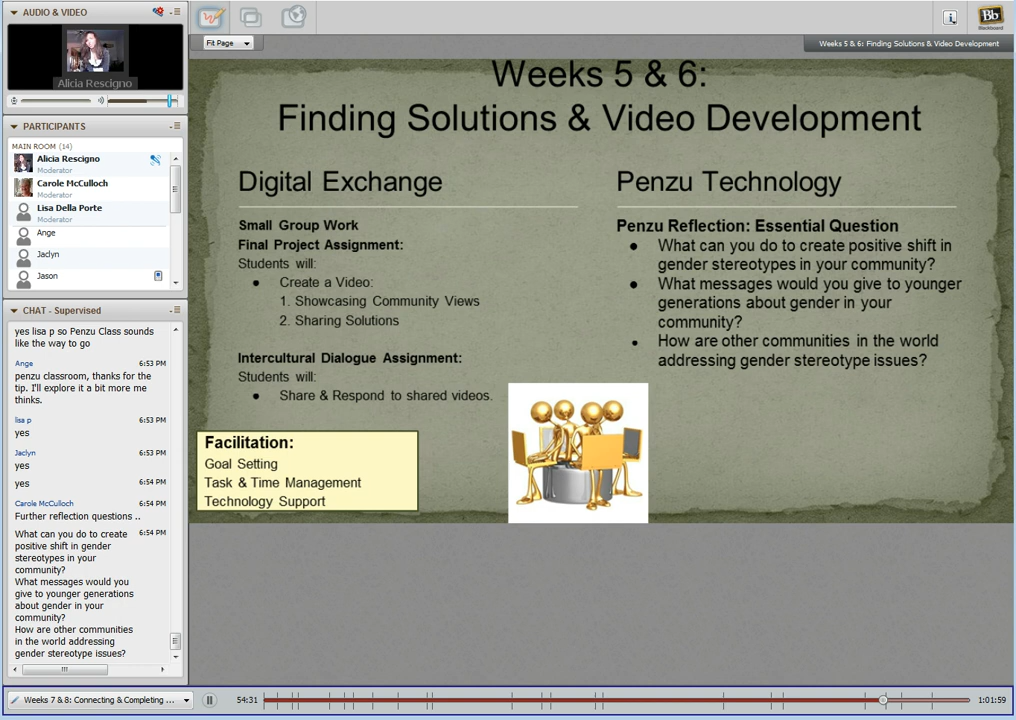 AUDIO & VIDEO
Alicia Rescigno
PARTICIPANTS
MAIN ROOM (14)
Alicia Rescigno
Moderator
Carole McCulloch
Moderator
Lisa Della Porte
Moderator
Ange
Jadyn
Jason
CHAT - Supervised
yes lisa p so Penzu Class sounds
like the way to go
Ange 6:53 PM
penzu classroom, thanks for the
tip. I'll explore it a bit more me
thinks.
lisa p 6:53 PM
yes
Jaclyn 6:53 PM
yes
yes 6:54 PM
Carole McCulloch 6:54 PM
Further reflection questions ..
What can you do to create 6:54 PM
positive shift in gender
stereotypes in your
community?
What messages would you
give to younger generations
about gender in your
community?
How are other communities
in the world addressing
gender stereotype issues?
Fit Page
Bb
Blackboard
Weeks 5 & 6: Finding Solutions & Video Development
Weeks 5 & 6:
Finding Solutions & Video Development
Digital Exchange
Small Group Work
Final Project Assignment:
Students will:
● Create a Video:
1. Showcasing Community Views
2. Sharing Solutions
Intercultural Dialogue Assignment:
Students will:
● Share & Respond to shared videos.
Facilitation:
Goal Setting
Task & Time Management
Technology Support
Penzu Technology
Penzu Reflection: Essential Question
● What can you do to create positive shift in
gender stereotypes in your community?
● What messages would you give to younger
generations about gender in your
community?
● How are other communities in the world
addressing gender stereotype issues?
Weeks 7 & 8: Connecting & Completing ...
54:31
1:01:59